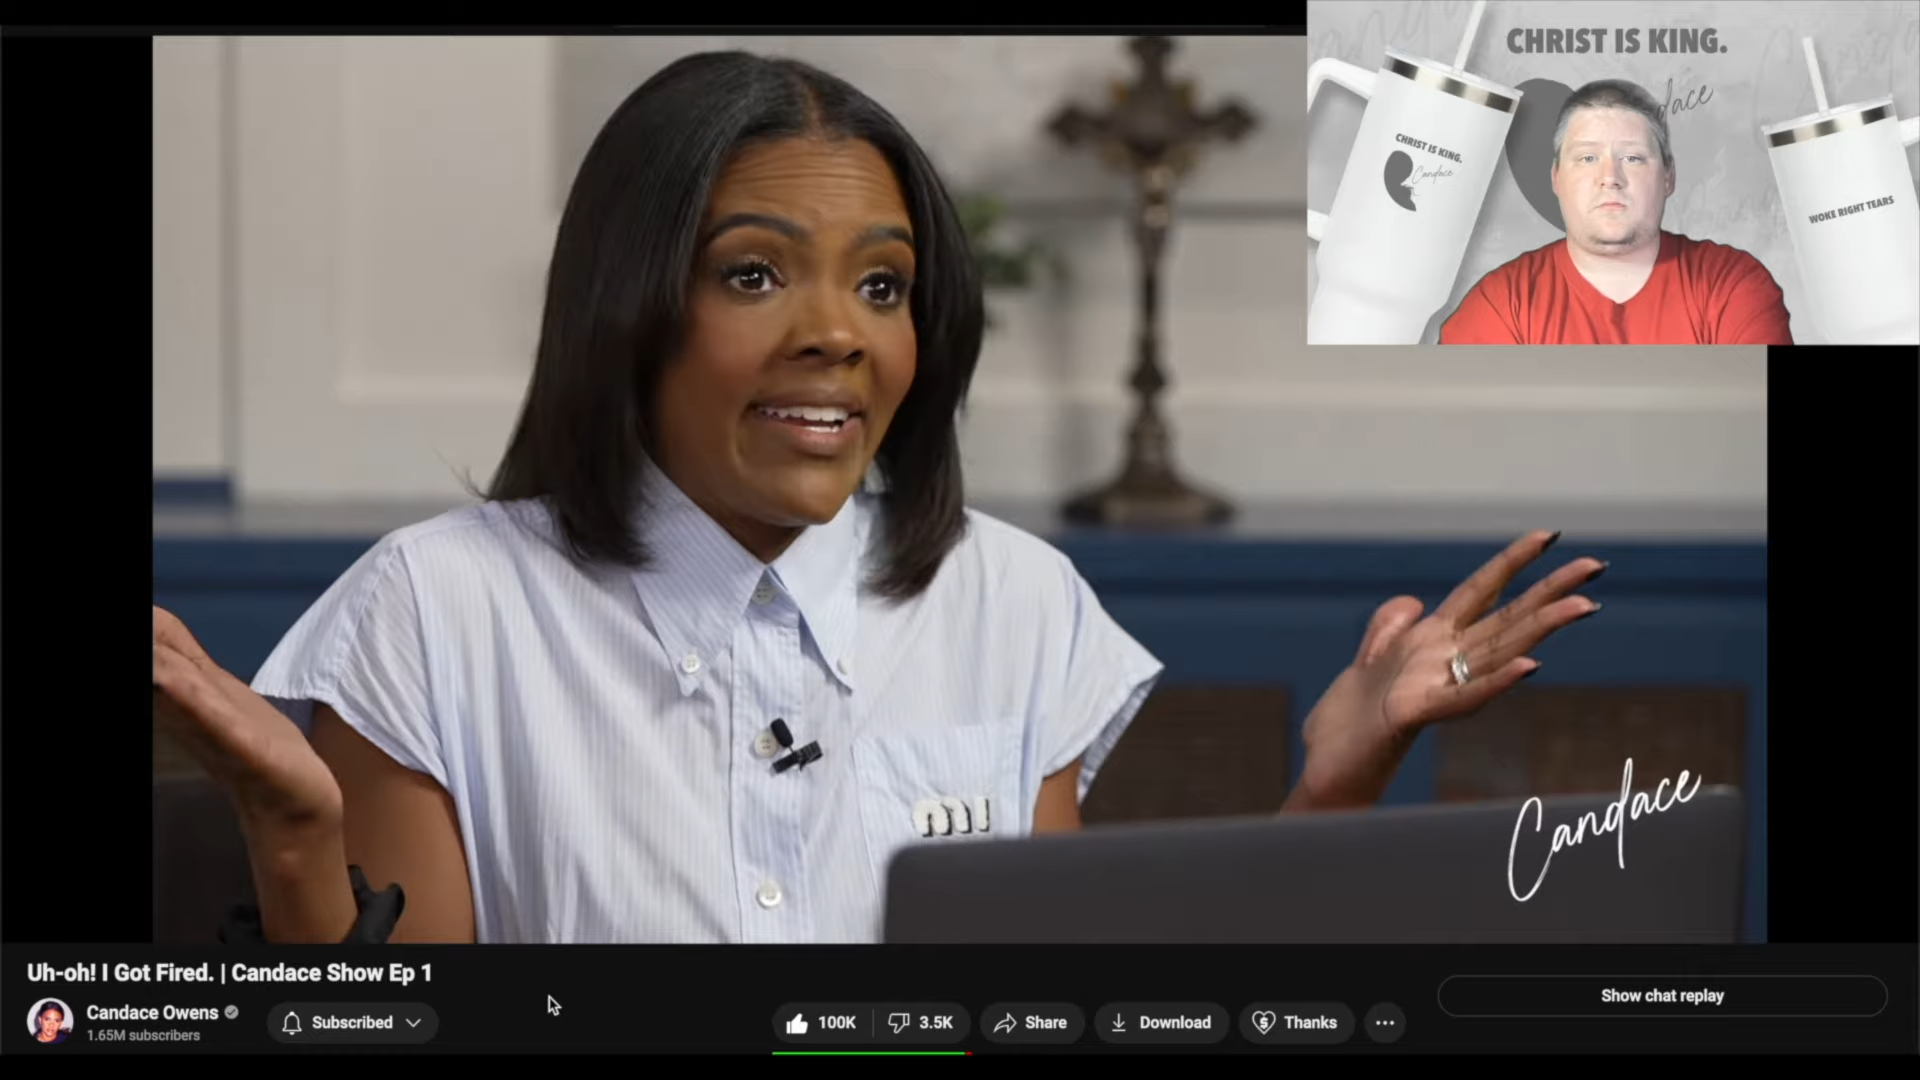 CHRIST IS KING.
dace
CHRIST IS KING.
Candace
WOKE RIGHT TEARS
Candace
Uh-oh! I Got Fired. | Candace Show Ep 1
Candace Owens
1.65M subscribers
Subscribed
100K
3.5K
Share
Download
Thanks
Show chat replay